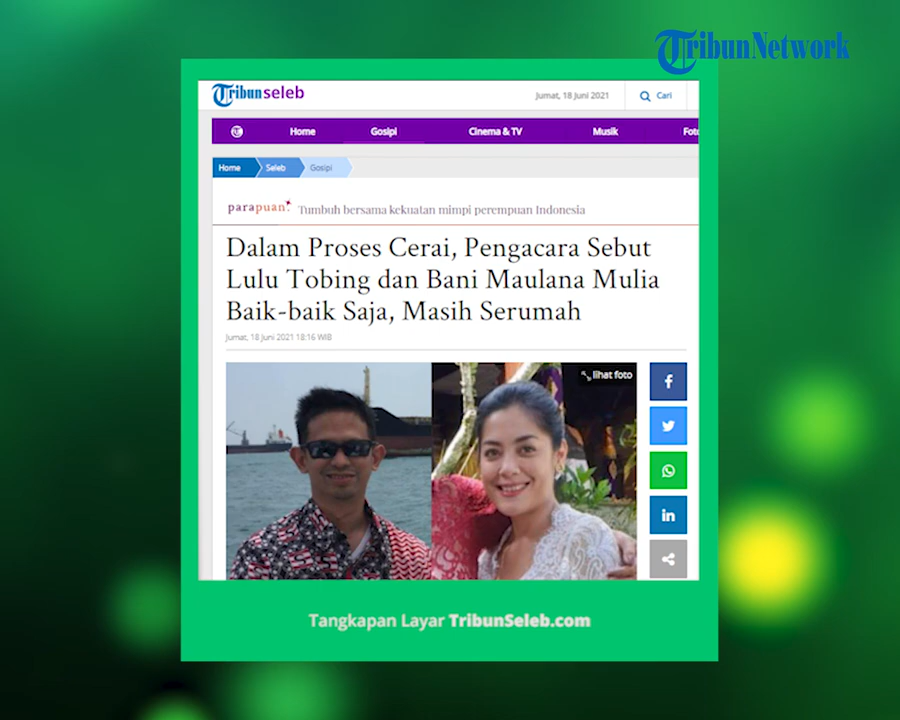 TribunNetwork
Tribunseleb
Jumat, 18 Juni 2021
Cari
Home
Gosipi
Cinema & TV
Musik
Foto
Home
Seleb
Gosipi
parapuan.
Tumbuh bersama kekuatan mimpi perempuan Indonesia
Dalam Proses Cerai, Pengacara Sebut
Lulu Tobing dan Bani Maulana Mulia
Baik-baik Saja, Masih Serumah
Jumat, 18 Juni 2021 18:16 WIB
lihat foto
Tangkapan Layar TribunSeleb.com